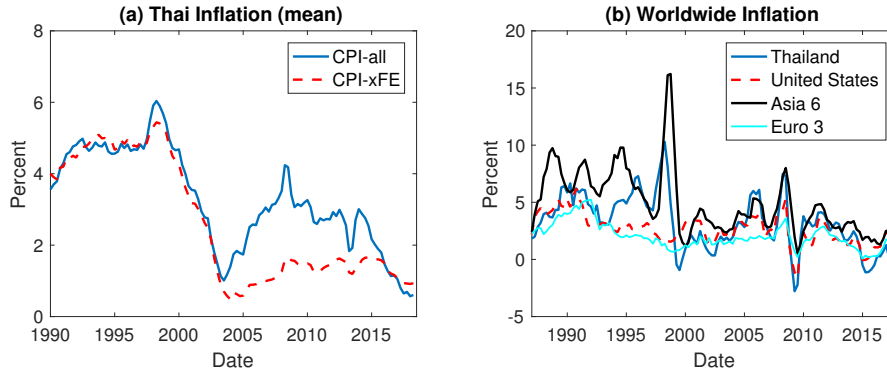 (a) Thai Inflation (mean)
CPI-all
CPI-xFE
Percent
8
6
4
2
0
1990 1995 2000 2005 2010 2015
Date
(b) Worldwide Inflation
Thailand
United States
Asia 6
Euro 3
Percent
20
15
10
5
0
-5
1990 1995 2000 2005 2010 2015
Date